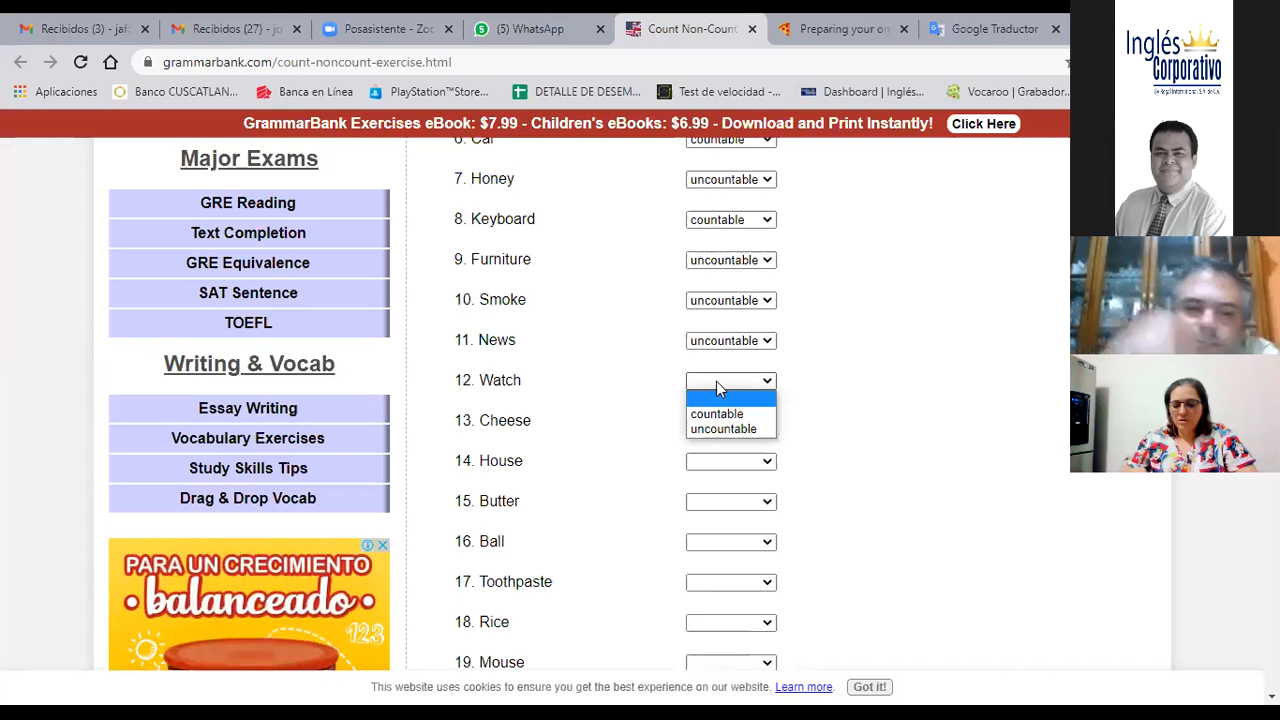 Recibidos (3) - jaf
Recibidos (27) - jo
Posasistente - Zoo
(5) WhatsApp
Count Non-Count
Preparing your on
Google Traductor
grammarbank.com/count-noncount-exercise.html
Aplicaciones
Banco CUSCATLAN...
Banca en Línea
PlayStation™Store...
DETALLE DE DESEM...
Test de velocidad -...
Dashboard | Inglés...
Vocaroo | Grabador...
GrammarBank Exercises eBook: $7.99 - Children's eBooks: $6.99 - Download and Print Instantly! Click Here
Major Exams
GRE Reading
Text Completion
GRE Equivalence
SAT Sentence
TOEFL
Writing & Vocab
Essay Writing
Vocabulary Exercises
Study Skills Tips
Drag & Drop Vocab
PARA UN CRECIMIENTO
•balanceado•
123
6. Car countable
7. Honey uncountable
8. Keyboard countable
9. Furniture uncountable
10. Smoke uncountable
11. News uncountable
12. Watch
countable
uncountable
13. Cheese
14. House
15. Butter
16. Ball
17. Toothpaste
18. Rice
19. Mouse
This website uses cookies to ensure you get the best experience on our website. Learn more. Got it!
Inglés
Corporativo